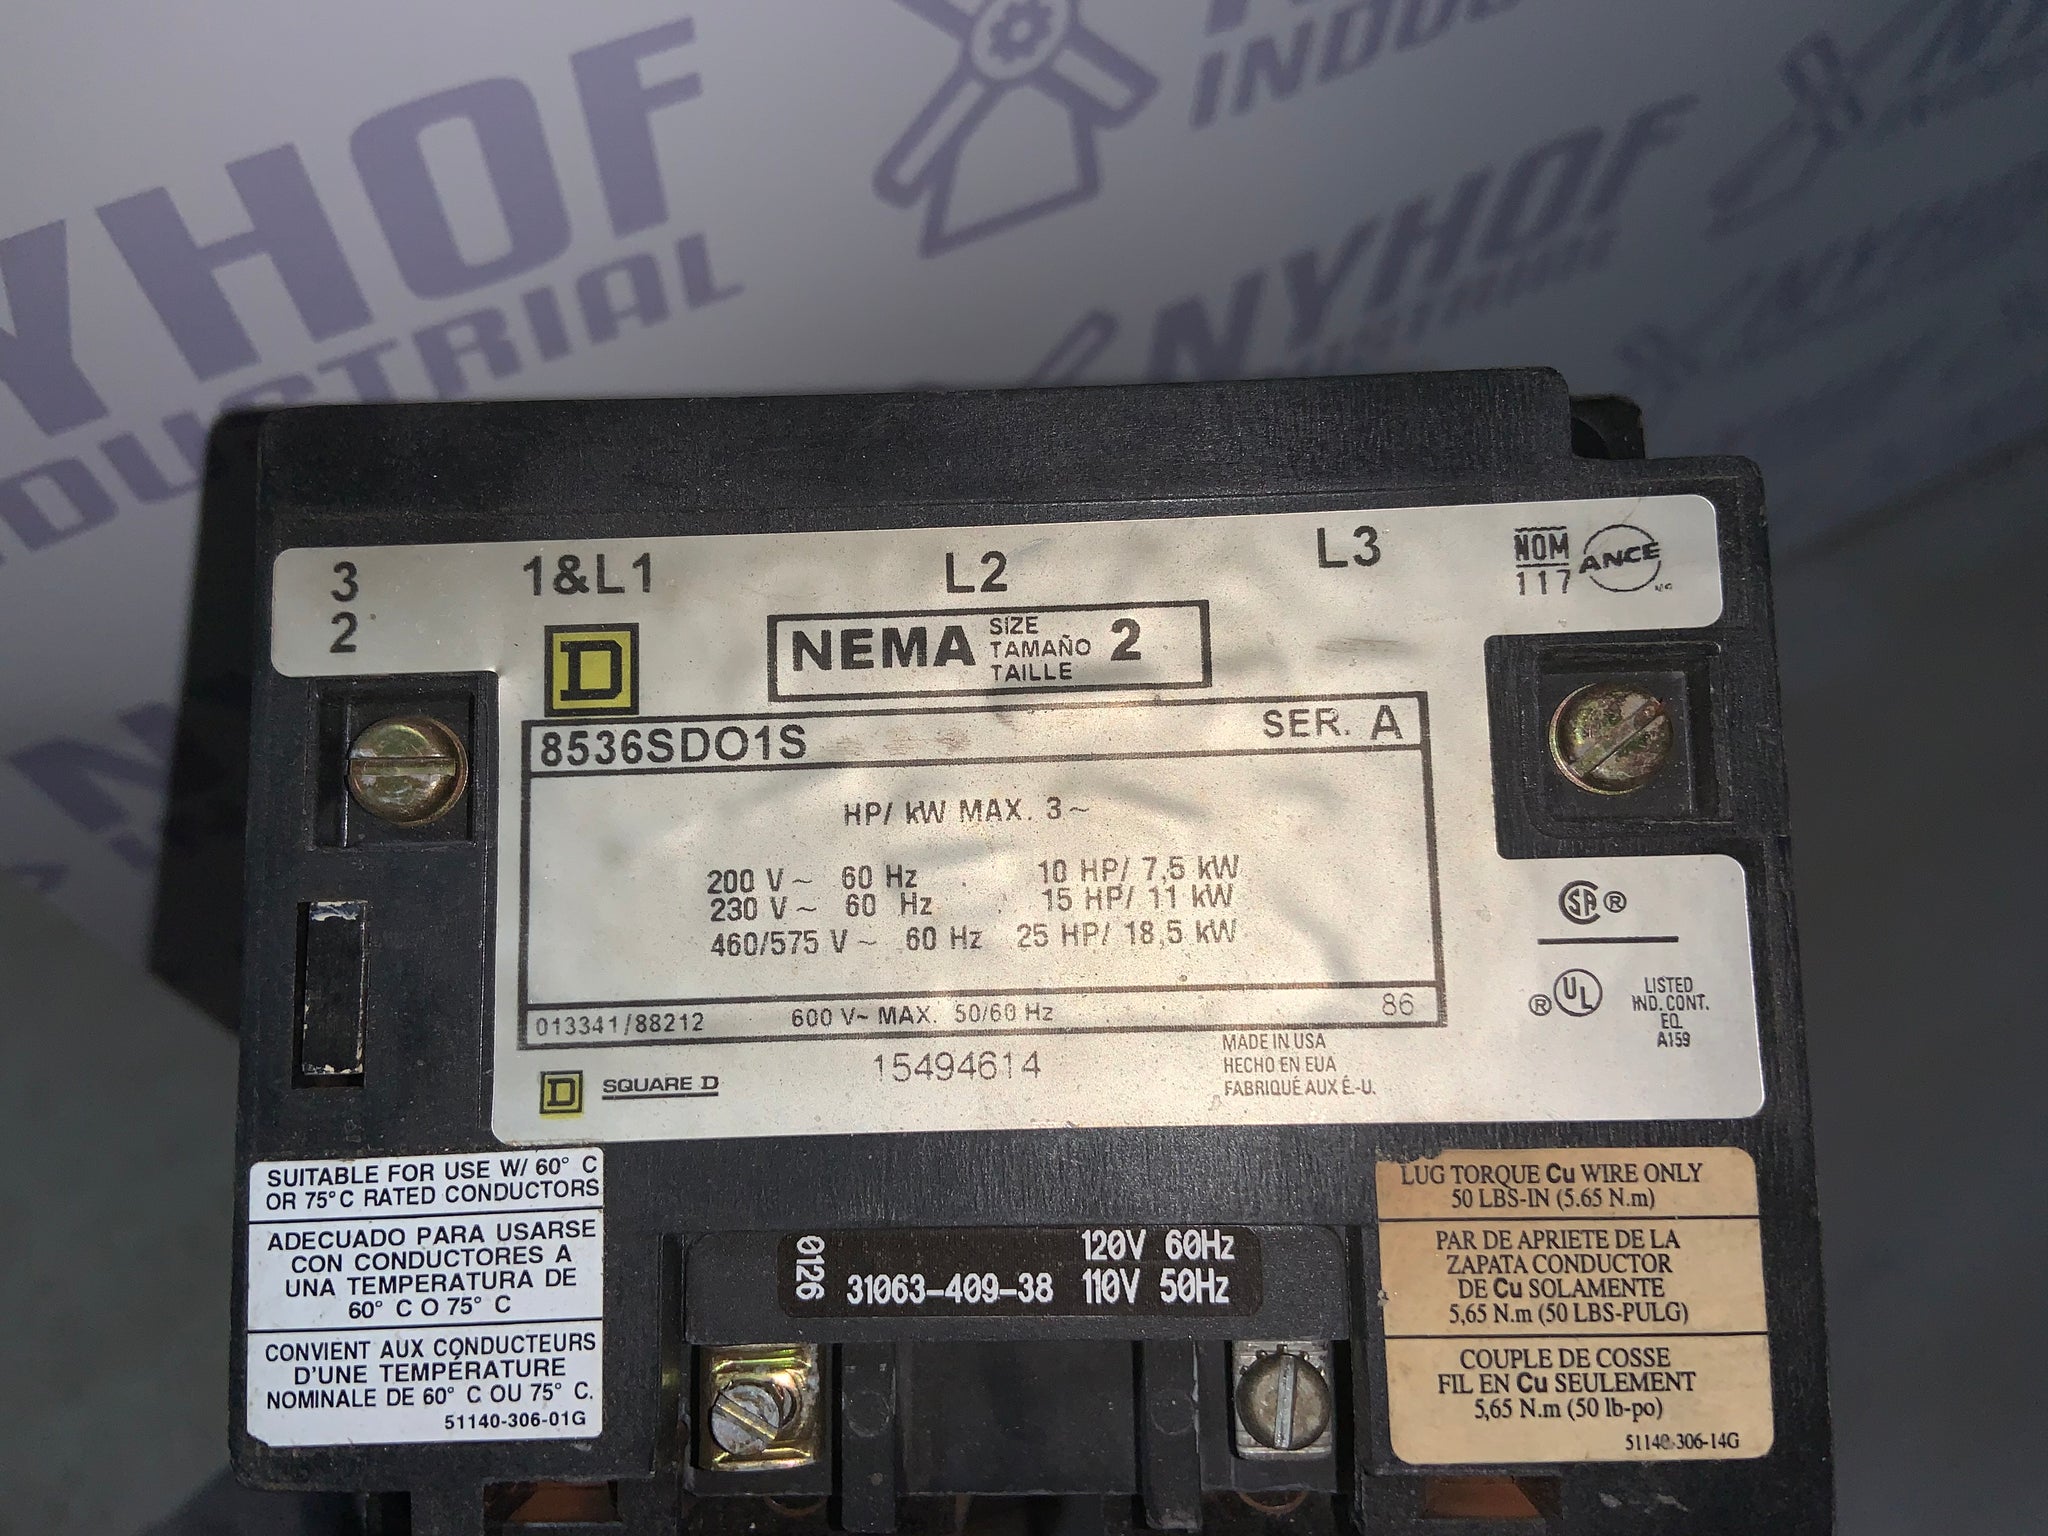 NYHOF
INDUSTRIAL
NYHOF
INDUSTRIAL
3
2
1&L1
L2
L3
NOM
117
ANCE
D
NEMA SIZE TAMAÑO TAILLE 2
8536SDO1S SER. A
HP/ kW MAX. 3~
200 V~ 60 Hz 10 HP/ 7,5 kW
230 V~ 60 Hz 15 HP/ 11 kW
460/575 V~ 60 Hz 25 HP/ 18,5 kW
013341/88212 600 V~ MAX. 50/60 Hz 86
15494614
D SQUARE D
MADE IN USA
HECHO EN EUA
FABRIQUÉ AUX É.-U.
SA ®
® UL
LISTED
IND. CONT.
EQ.
A159
SUITABLE FOR USE W/ 60° C
OR 75°C RATED CONDUCTORS
ADECUADO PARA USARSE
CON CONDUCTORES A
UNA TEMPERATURA DE
60° C O 75° C
CONVIENT AUX CONDUCTEURS
D'UNE TEMPÉRATURE
NOMINALE DE 60° C OU 75° C.
51140-306-01G
0126
120V 60Hz
31063-409-38 110V 50Hz
LUG TORQUE Cu WIRE ONLY
50 LBS-IN (5.65 N.m)
PAR DE APRIETE DE LA
ZAPATA CONDUCTOR
DE Cu SOLAMENTE
5,65 N.m (50 LBS-PULG)
COUPLE DE COSSE
FIL EN Cu SEULEMENT
5,65 N.m (50 lb-po)
51140-306-14G